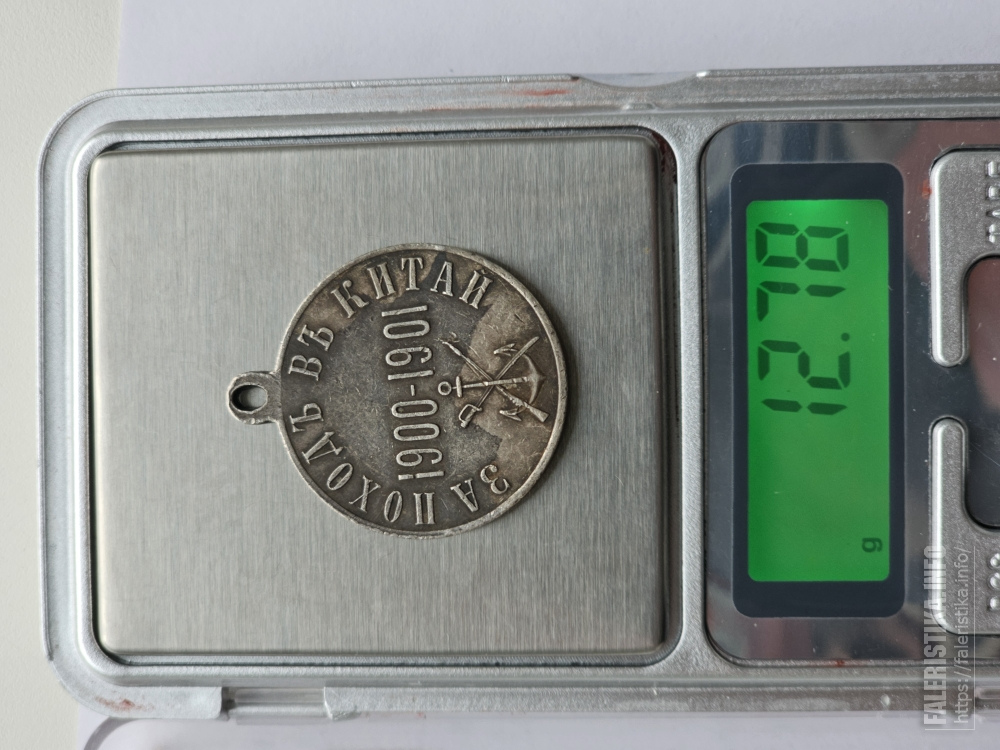 ЗА ПОХОДЪ ВЪ КИТАЙ
1900-1901
12.78
g
FALERISTIKA.INFO
https://faleristika.info/